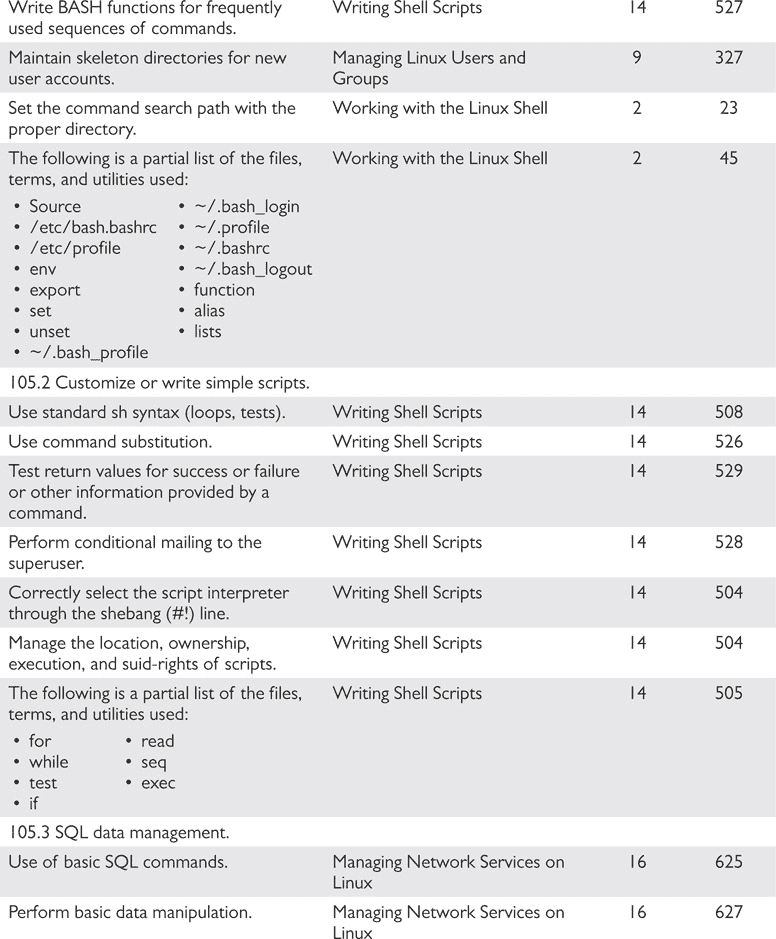 Write BASH functions for frequently Writing Shell Scripts 14 527
used sequences of commands.
Maintain skeleton directories for new Managing Linux Users and 9 327
user accounts. Groups
Set the command search path with the Working with the Linux Shell 2 23
proper directory.
The following is a partial list of the files, Working with the Linux Shell 2 45
terms, and utilities used:
• Source • ~/.bash_login
• /etc/bash.bashrc • ~/.profile
• /etc/profile • ~/.bashrc
• env • ~/.bash_logout
• export • function
• set • alias
• unset • lists
• ~/.bash_profile
105.2 Customize or write simple scripts.
Use standard sh syntax (loops, tests). Writing Shell Scripts 14 508
Use command substitution. Writing Shell Scripts 14 526
Test return values for success or failure Writing Shell Scripts 14 529
or other information provided by a
command.
Perform conditional mailing to the Writing Shell Scripts 14 528
superuser.
Correctly select the script interpreter Writing Shell Scripts 14 504
through the shebang (#!) line.
Manage the location, ownership, Writing Shell Scripts 14 504
execution, and suid-rights of scripts.
The following is a partial list of the files, Writing Shell Scripts 14 505
terms, and utilities used:
• for • read
• while • seq
• test • exec
• if
105.3 SQL data management.
Use of basic SQL commands. Managing Network Services on 16 625
Linux
Perform basic data manipulation. Managing Network Services on 16 627
Linux